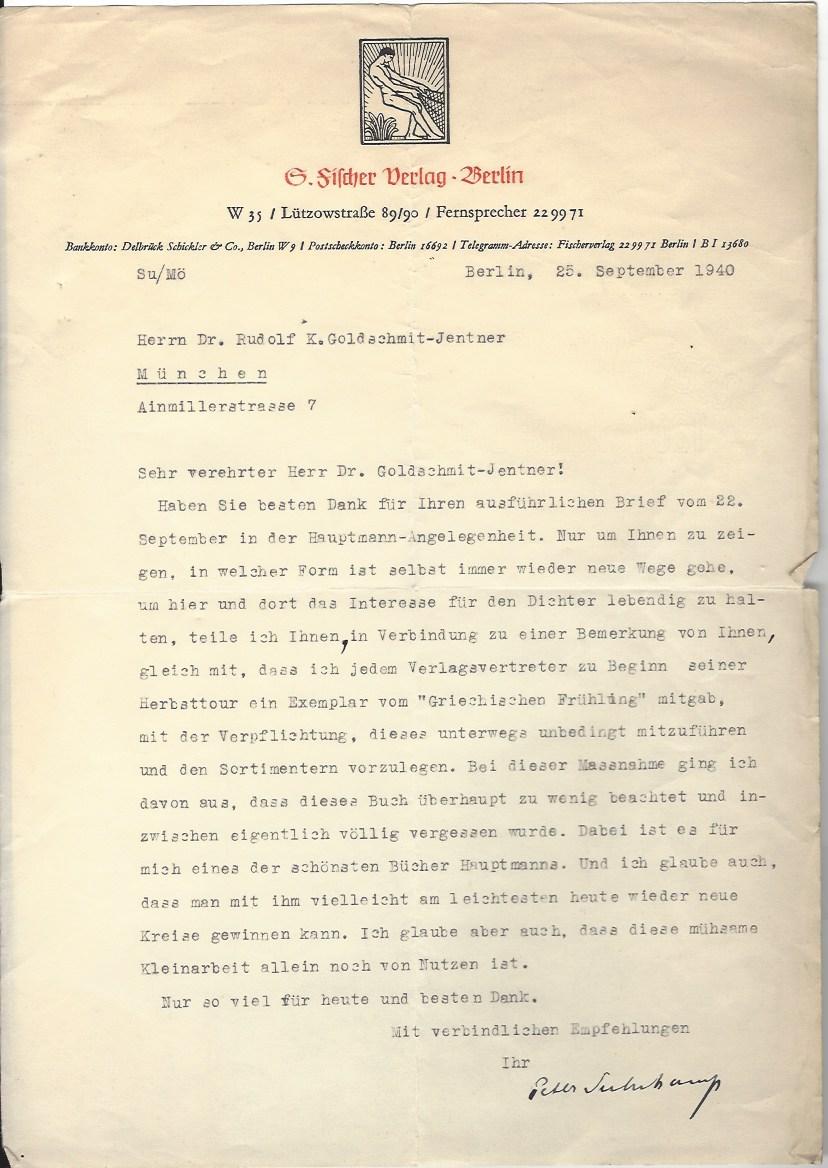 S. Fischer Verlag · Berlin
W 35 / Lützowstraße 89/90 / Fernsprecher 22 99 71
Bankkonto: Delbrück Schickler & Co., Berlin W 9 / Postscheckkonto: Berlin 16692 / Telegramm-Adresse: Fischerverlag 22 99 71 Berlin / B I 13680
Su/Mö Berlin, 25. September 1940
Herrn Dr. Rudolf K.Goldschmit-Jentner
München
Ainmillerstrasse 7
Sehr verehrter Herr Dr. Goldschmit-Jentner!
Haben Sie besten Dank für Ihren ausführlichen Brief vom 22.
September in der Hauptmann-Angelegenheit. Nur um Ihnen zu zei-
gen, in welcher Form ist selbst immer wieder neue Wege gehe,
um hier und dort das Interesse für den Dichter lebendig zu hal-
ten, teile ich Ihnen, in Verbindung zu einer Bemerkung von Ihnen,
gleich mit, dass ich jedem Verlagsvertreter zu Beginn seiner
Herbsttour ein Exemplar vom "Griechischen Frühling" mitgab,
mit der Verpflichtung, dieses unterwegs unbedingt mitzuführen
und den Sortimentern vorzulegen. Bei dieser Massnahme ging ich
davon aus, dass dieses Buch überhaupt zu wenig beachtet und in-
zwischen eigentlich völlig vergessen wurde. Dabei ist es für
mich eines der schönsten Bücher Hauptmanns. Und ich glaube auch,
dass man mit ihm vielleicht am leichtesten heute wieder neue
Kreise gewinnen kann. Ich glaube aber auch, dass diese mühsame
Kleinarbeit allein noch von Nutzen ist.
Nur so viel für heute und besten Dank.
Mit verbindlichen Empfehlungen
Ihr
Peter Suhrkamp